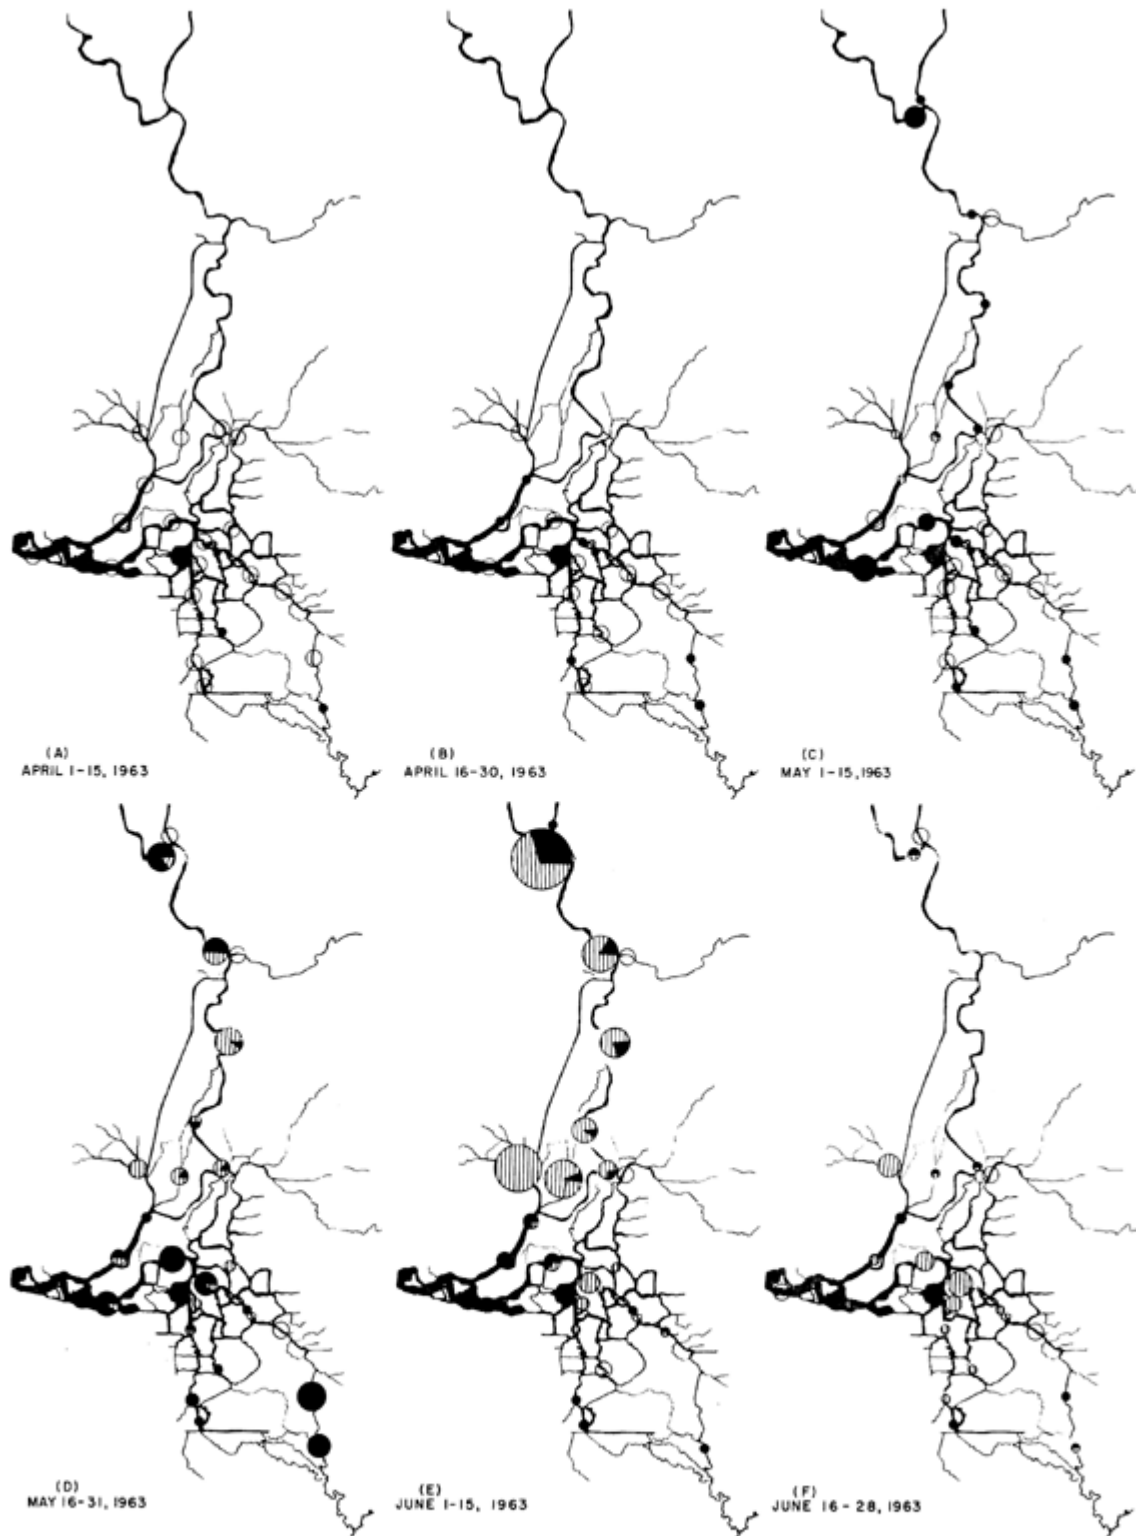 (A)
APRIL 1-15, 1963
(B)
APRIL 16-30, 1963
(C)
MAY 1-15, 1963
(D)
MAY 16-31, 1963
(E)
JUNE 1-15, 1963
(F)
JUNE 16-28, 1963